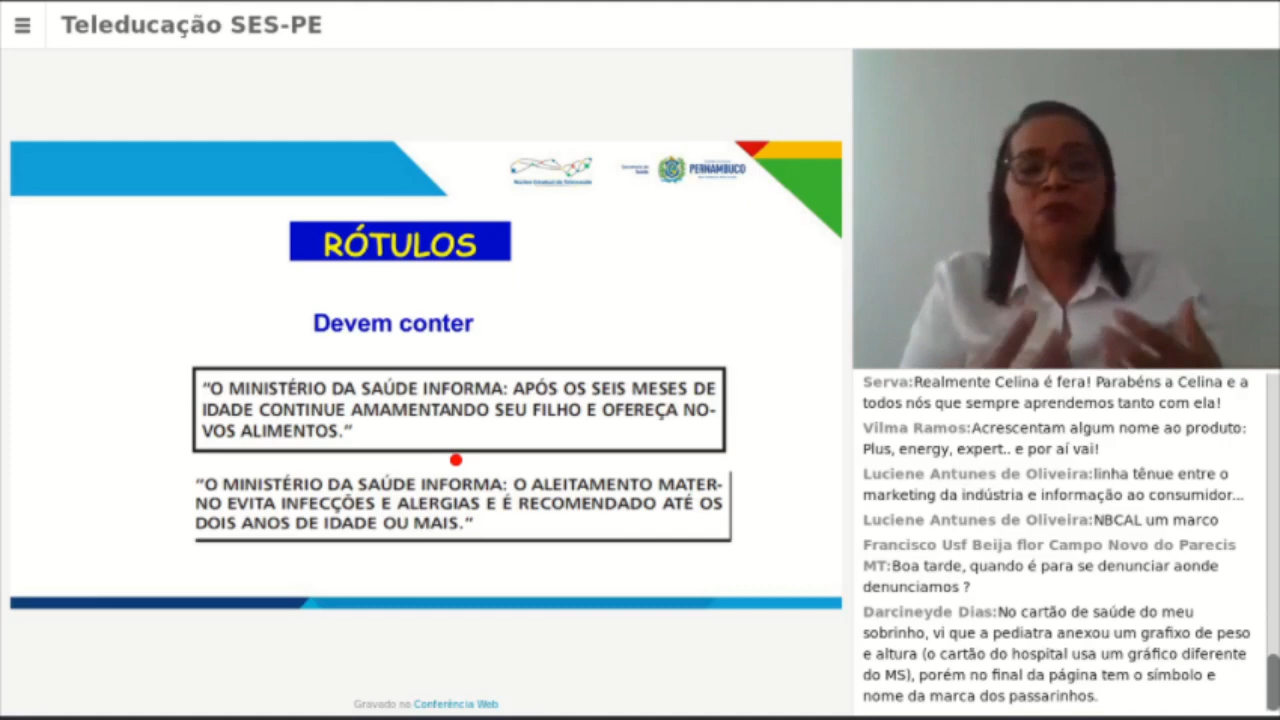 Teleducação SES-PE
Núcleo Estadual de Telessaúde
Secretaria de
Saúde
PERNAMBUCO
RÓTULOS
Devem conter
“O MINISTÉRIO DA SAÚDE INFORMA: APÓS OS SEIS MESES DE
IDADE CONTINUE AMAMENTANDO SEU FILHO E OFEREÇA NO-
VOS ALIMENTOS.”
“O MINISTÉRIO DA SAÚDE INFORMA: O ALEITAMENTO MATER-
NO EVITA INFECÇÕES E ALERGIAS E É RECOMENDADO ATÉ OS
DOIS ANOS DE IDADE OU MAIS.”
Gravado no Conferência Web
Serva:Realmente Celina é fera! Parabéns a Celina e a
todos nós que sempre aprendemos tanto com ela!
Vilma Ramos:Acrescentam algum nome ao produto:
Plus, energy, expert.. e por aí vai!
Luciene Antunes de Oliveira:linha tênue entre o
marketing da indústria e informação ao consumidor...
Luciene Antunes de Oliveira:NBCAL um marco
Francisco Usf Beija flor Campo Novo do Parecis
MT:Boa tarde, quando é para se denunciar aonde
denunciamos ?
Darcineyde Dias:No cartão de saúde do meu
sobrinho, vi que a pediatra anexou um grafixo de peso
e altura (o cartão do hospital usa um gráfico diferente
do MS), porém no final da página tem o símbolo e
nome da marca dos passarinhos.